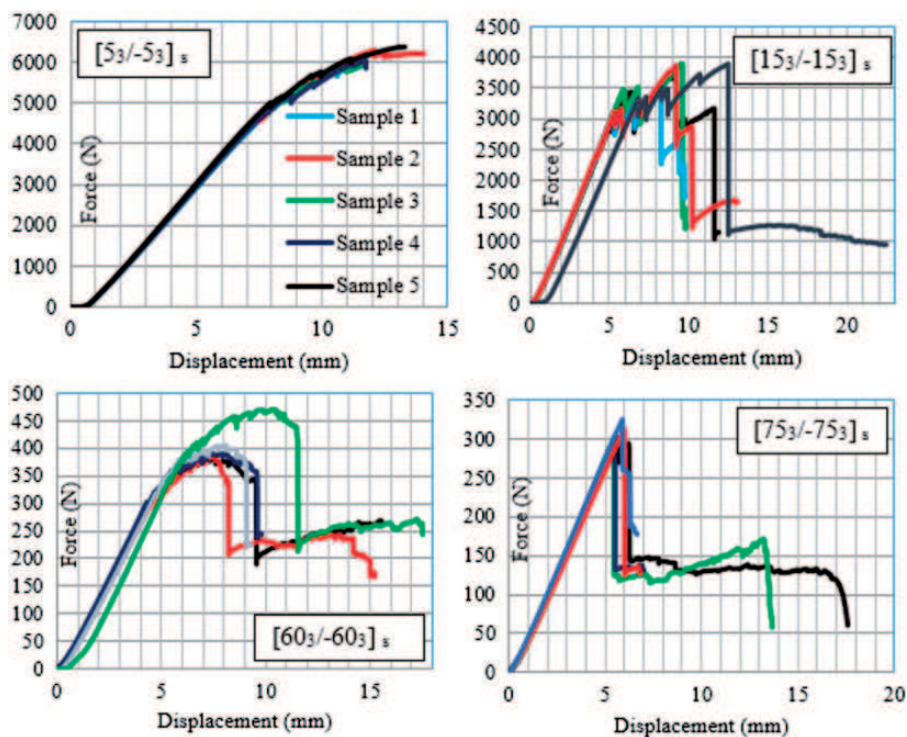 7000
6000
5000
4000
3000
2000
1000
0
Force (N)
[53/-53] s
Sample 1
Sample 2
Sample 3
Sample 4
Sample 5
0 5 10 15
Displacement (mm)
4500
4000
3500
3000
2500
2000
1500
1000
500
0
Force (N)
[153/-153] s
0 5 10 15 20
Displacement (mm)
500
450
400
350
300
250
200
150
100
50
0
Force (N)
[603/-603] s
0 5 10 15
Displacement (mm)
350
300
250
200
150
100
50
0
Force (N)
[753/-753] s
0 5 10 15 20
Displacement (mm)